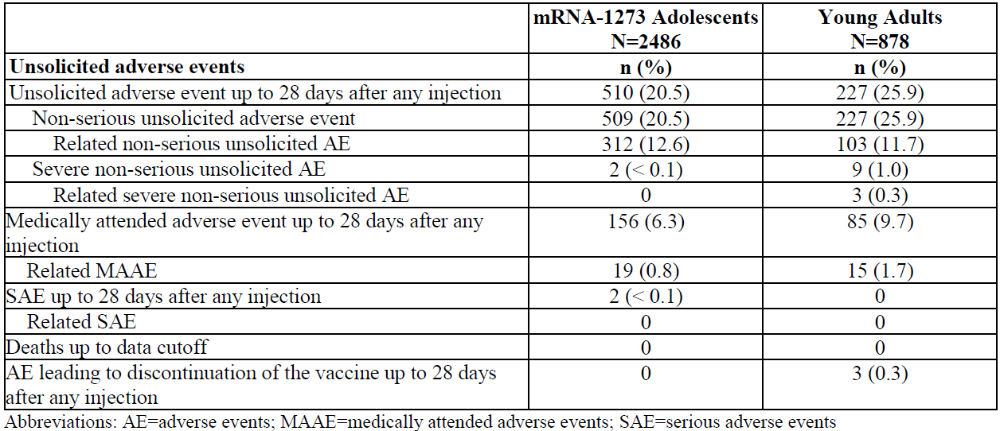 mRNA-1273 Adolescents
N=2486
Young Adults
N=878
Unsolicited adverse events n (%) n (%)
Unsolicited adverse event up to 28 days after any injection 510 (20.5) 227 (25.9)
Non-serious unsolicited adverse event 509 (20.5) 227 (25.9)
Related non-serious unsolicited AE 312 (12.6) 103 (11.7)
Severe non-serious unsolicited AE 2 (< 0.1) 9 (1.0)
Related severe non-serious unsolicited AE 0 3 (0.3)
Medically attended adverse event up to 28 days after any
injection 156 (6.3) 85 (9.7)
Related MAAE 19 (0.8) 15 (1.7)
SAE up to 28 days after any injection 2 (< 0.1) 0
Related SAE 0 0
Deaths up to data cutoff 0 0
AE leading to discontinuation of the vaccine up to 28 days
after any injection 0 3 (0.3)
Abbreviations: AE=adverse events; MAAE=medically attended adverse events; SAE=serious adverse events